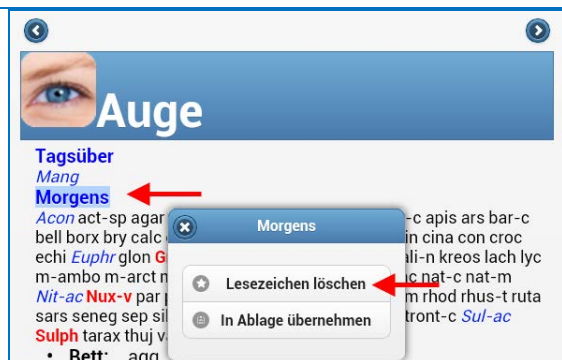 Auge
Tagsüber
Mang
Morgens
Acon act-sp agar -c apis ars bar-c
bell borx bry calc in cina con croc
echi Euphr glon G ali-n kreos lach lyc
m-ambo m-arct nat-c nat-m
Nit-ac Nux-v par m rhod rhus-t ruta
sars seneg sep sil tront-c Sul-ac
Sulph tarax thuj
• Bett: agg
Morgens
Lesezeichen löschen
In Ablage übernehmen